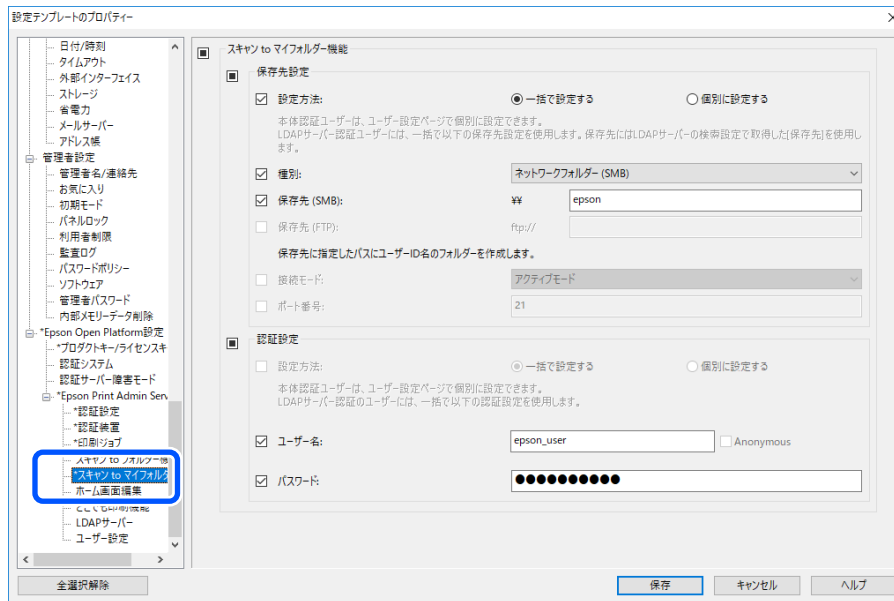 設定テンプレートのプロパティー
日付/時刻
タイムアウト
外部インターフェイス
ストレージ
省電力
メールサーバー
アドレス帳
管理者設定
管理者名/連絡先
お気に入り
初期モード
パネルロック
利用者制限
監査ログ
パスワードポリシー
ソフトウェア
管理者パスワード
内部メモリーデータ削除
*Epson Open Platform設定
*プロダクトキー/ライセンスキ
認証システム
認証サーバー障害モード
*Epson Print Admin Serv
*認証設定
*認証装置
*印刷ジョブ
スキャン to フォルダー機
*スキャン to マイフォルダ
ホーム画面編集
どこでも印刷機能
LDAPサーバー
ユーザー設定
全選択解除
スキャン to マイフォルダー機能
保存先設定
設定方法: 一括で設定する 個別に設定する
本体認証ユーザーは、ユーザー設定ページで個別に設定できます。
LDAPサーバー認証ユーザーには、一括で以下の保存先設定を使用します。保存先にはLDAPサーバーの検索設定で取得した[保存先]を使用し
ます。
種別: ネットワークフォルダー (SMB)
保存先 (SMB): ¥¥ epson
保存先 (FTP): ftp://
保存先に指定したパスにユーザーID名のフォルダーを作成します。
接続モード: アクティブモード
ポート番号: 21
認証設定
設定方法: 一括で設定する 個別に設定する
本体認証ユーザーは、ユーザー設定ページで個別に設定できます。
LDAPサーバー認証のユーザーには、一括で以下の認証設定を使用します。
ユーザー名: epson_user Anonymous
パスワード: ●●●●●●●●●●
保存 キャンセル ヘルプ